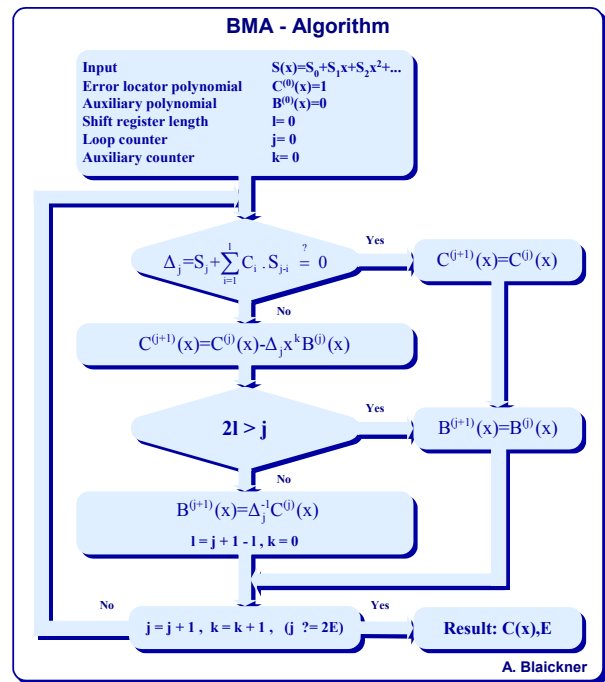 BMA - Algorithm
Input S(x)=S₀+S₁x+S₂x²+...
Error locator polynomial C⁽⁰⁾(x)=1
Auxiliary polynomial B⁽⁰⁾(x)=0
Shift register length l= 0
Loop counter j= 0
Auxiliary counter k= 0
Δⱼ=Sⱼ+∑ᵢ₌₁ˡ Cᵢ . Sⱼ₋ᵢ =? 0
Yes
C⁽ʲ⁺¹⁾(x)=C⁽ʲ⁾(x)
No
C⁽ʲ⁺¹⁾(x)=C⁽ʲ⁾(x)-ΔⱼxᵏB⁽ʲ⁾(x)
2l > j
Yes
B⁽ʲ⁺¹⁾(x)=B⁽ʲ⁾(x)
No
B⁽ʲ⁺¹⁾(x)=Δⱼ⁻¹C⁽ʲ⁾(x)
l = j + 1 - l , k = 0
No
j = j + 1 , k = k + 1 , (j ?= 2E)
Yes
Result: C(x),E
A. Blaickner